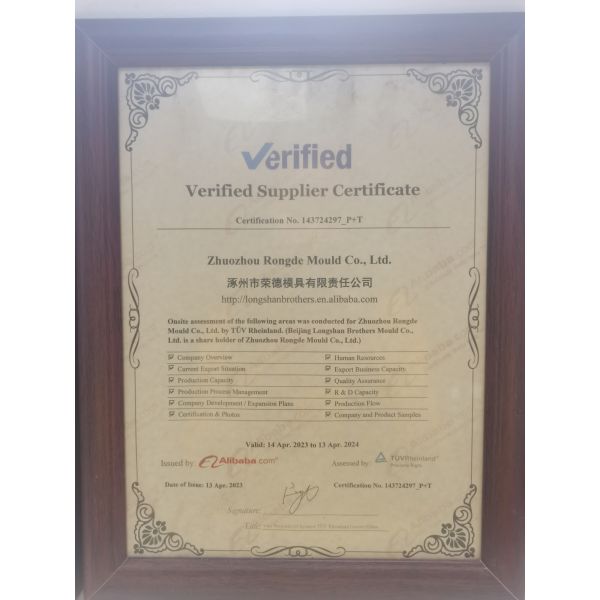 Verified
Verified Supplier Certificate
Certification No. 143724297_P+T
Zhuozhou Rongde Mould Co., Ltd.
涿州市荣德模具有限责任公司
http://longshanbrothers.en.alibaba.com
Onsite assessment of the following areas was conducted for Zhuozhou Rongde
Mould Co., Ltd. by TÜV Rheinland. (Beijing Longshan Brothers Mould Co.,
Ltd. is a share holder of Zhuozhou Rongde Mould Co., Ltd.)
Company Overview Human Resources
Current Export Situation Export Business Capacity
Production Capacity Quality Assurance
Production Process Management R & D Capacity
Company Development / Expansion Plans Production Flow
Certification & Photos Company and Product Samples
Valid: 14 Apr. 2023 to 13 Apr. 2024
Issued by: Alibaba.com Assessed by: TÜVRheinland
Precisely Right.
Date of Issue: 13 Apr. 2023 Certification No. 143724297_P+T
Signature:
Title: